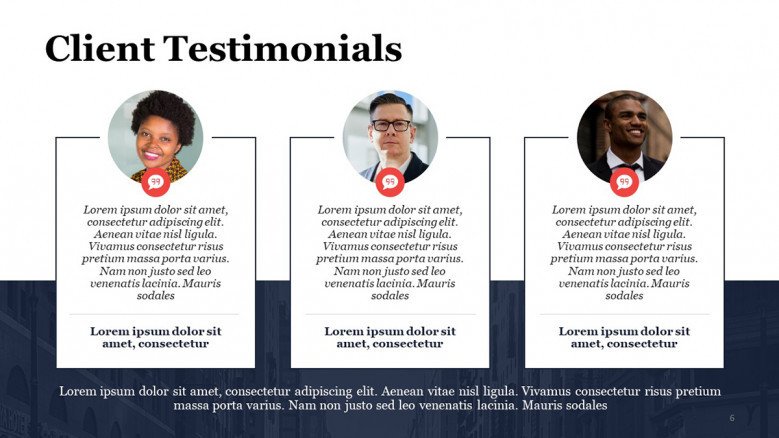 Client Testimonials
Lorem ipsum dolor sit amet,
consectetur adipiscing elit.
Aenean vitae nisl ligula.
Vivamus consectetur risus
pretium massa porta varius.
Nam non justo sed leo
venenatis lacinia. Mauris
sodales
Lorem ipsum dolor sit
amet, consectetur
Lorem ipsum dolor sit amet,
consectetur adipiscing elit.
Aenean vitae nisl ligula.
Vivamus consectetur risus
pretium massa porta varius.
Nam non justo sed leo
venenatis lacinia. Mauris
sodales
Lorem ipsum dolor sit
amet, consectetur
Lorem ipsum dolor sit amet,
consectetur adipiscing elit.
Aenean vitae nisl ligula.
Vivamus consectetur risus
pretium massa porta varius.
Nam non justo sed leo
venenatis lacinia. Mauris
sodales
Lorem ipsum dolor sit
amet, consectetur
Lorem ipsum dolor sit amet, consectetur adipiscing elit. Aenean vitae nisl ligula. Vivamus consectetur risus pretium
massa porta varius. Nam non justo sed leo venenatis lacinia. Mauris sodales
6